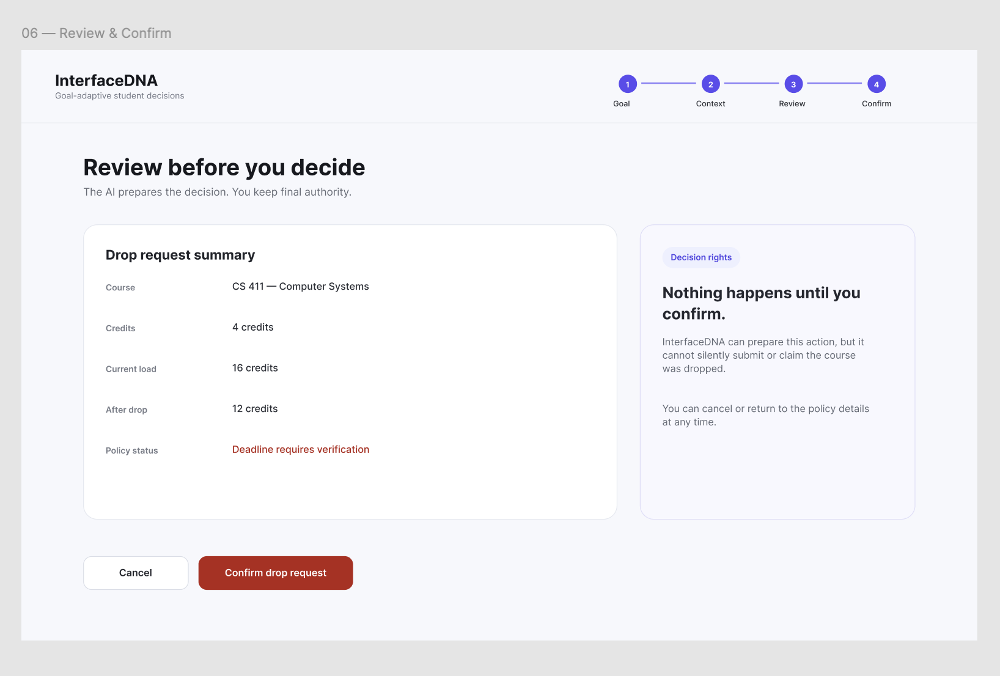 06 — Review & Confirm
InterfaceDNA
Goal-adaptive student decisions
1
2
3
4
Goal
Context
Review
Confirm
Review before you decide
The AI prepares the decision. You keep final authority.
Drop request summary
Course
CS 411 — Computer Systems
Credits
4 credits
Current load
16 credits
After drop
12 credits
Policy status
Deadline requires verification
Decision rights
Nothing happens until you
confirm.
InterfaceDNA can prepare this action, but it
cannot silently submit or claim the course
was dropped.
You can cancel or return to the policy details
at any time.
Cancel
Confirm drop request